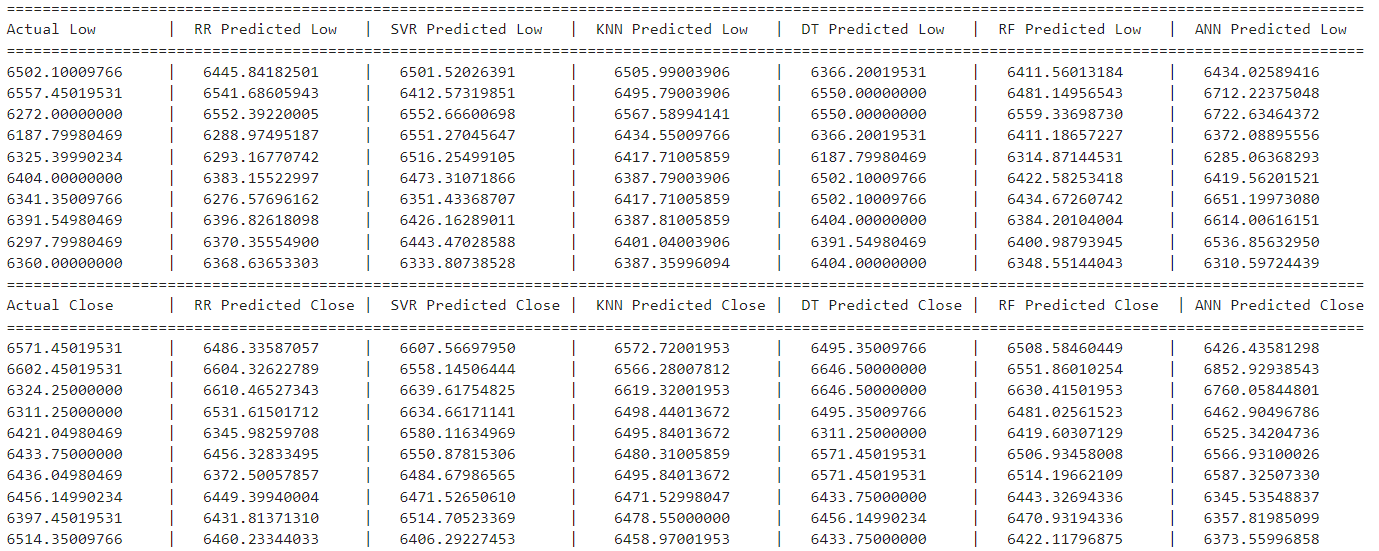 ====================================================================================================================================================
Actual Low | RR Predicted Low | SVR Predicted Low | KNN Predicted Low | DT Predicted Low | RF Predicted Low | ANN Predicted Low
====================================================================================================================================================
6502.10009766 | 6445.84182501 | 6501.52026391 | 6505.99003906 | 6366.20019531 | 6411.56013184 | 6434.02589416
6557.45019531 | 6541.68605943 | 6412.57319851 | 6495.79003906 | 6550.00000000 | 6481.14956543 | 6712.22375048
6272.00000000 | 6552.39220005 | 6552.66600698 | 6567.58994141 | 6550.00000000 | 6559.33698730 | 6722.63464372
6187.79980469 | 6288.97495187 | 6551.27045647 | 6434.55009766 | 6366.20019531 | 6411.18657227 | 6372.08895556
6325.39990234 | 6293.16770742 | 6516.25499105 | 6417.71005859 | 6187.79980469 | 6314.87144531 | 6285.06368293
6404.00000000 | 6383.15522997 | 6473.31071866 | 6387.79003906 | 6502.10009766 | 6422.58253418 | 6419.56201521
6341.35009766 | 6276.57696162 | 6351.43368707 | 6417.71005859 | 6502.10009766 | 6434.67260742 | 6651.19973080
6391.54980469 | 6396.82618098 | 6426.16289011 | 6387.81005859 | 6404.00000000 | 6384.20104004 | 6614.00616151
6297.79980469 | 6370.35554900 | 6443.47028588 | 6401.04003906 | 6391.54980469 | 6400.98793945 | 6536.85632950
6360.00000000 | 6368.63653303 | 6333.80738528 | 6387.35996094 | 6404.00000000 | 6348.55144043 | 6310.59724439
====================================================================================================================================================
Actual Close | RR Predicted Close | SVR Predicted Close | KNN Predicted Close | DT Predicted Close | RF Predicted Close | ANN Predicted Close
====================================================================================================================================================
6571.45019531 | 6486.33587057 | 6607.56697950 | 6572.72001953 | 6495.35009766 | 6508.58460449 | 6426.43581298
6602.45019531 | 6604.32622789 | 6558.14506444 | 6566.28007812 | 6646.50000000 | 6551.86010254 | 6852.92938543
6324.25000000 | 6610.46527343 | 6639.61754825 | 6619.32001953 | 6646.50000000 | 6630.41501953 | 6760.05844801
6311.25000000 | 6531.61501712 | 6634.66171141 | 6498.44013672 | 6495.35009766 | 6481.02561523 | 6462.90496786
6421.04980469 | 6345.98259708 | 6580.11634969 | 6495.84013672 | 6311.25000000 | 6419.60307129 | 6525.34204736
6433.75000000 | 6456.32833495 | 6550.87815306 | 6480.31005859 | 6571.45019531 | 6506.93458008 | 6566.93100026
6436.04980469 | 6372.50057857 | 6484.67986565 | 6495.84013672 | 6571.45019531 | 6514.19662109 | 6587.32507330
6456.14990234 | 6449.39940004 | 6471.52650610 | 6471.52998047 | 6433.75000000 | 6443.32694336 | 6345.53548837
6397.45019531 | 6431.81371310 | 6514.70523369 | 6478.55000000 | 6456.14990234 | 6470.93194336 | 6357.81985099
6514.35009766 | 6460.23344033 | 6406.29227453 | 6458.97001953 | 6433.75000000 | 6422.11796875 | 6373.55996858